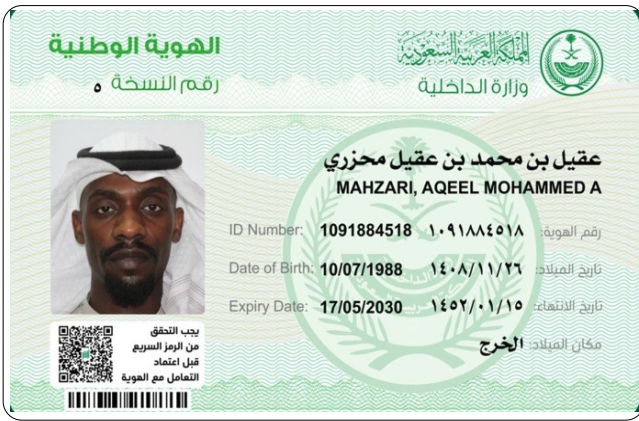 الهوية الوطنية
رقم النسخة ٥
المملكة العربية السعودية
وزارة الداخلية
عقيل بن محمد بن عقيل محزري
MAHZARI, AQEEL MOHAMMED A
ID Number: 1091884518 ١٠٩١٨٨٤٥١٨ رقم الهوية:
Date of Birth: 10/07/1988 ١٤٠٨/١١/٢٦ تاريخ الميلاد:
Expiry Date: 17/05/2030 ١٤٥٢/٠١/١٥ تاريخ الانتهاء:
مكان الميلاد: الخرج
يجب التحقق
من الرمز السريع
قبل اعتماد
التعامل مع الهوية